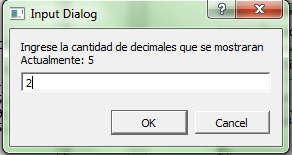 Input Dialog
?
Ingrese la cantidad de decimales que se mostraran
Actualmente: 5
2
OK Cancel